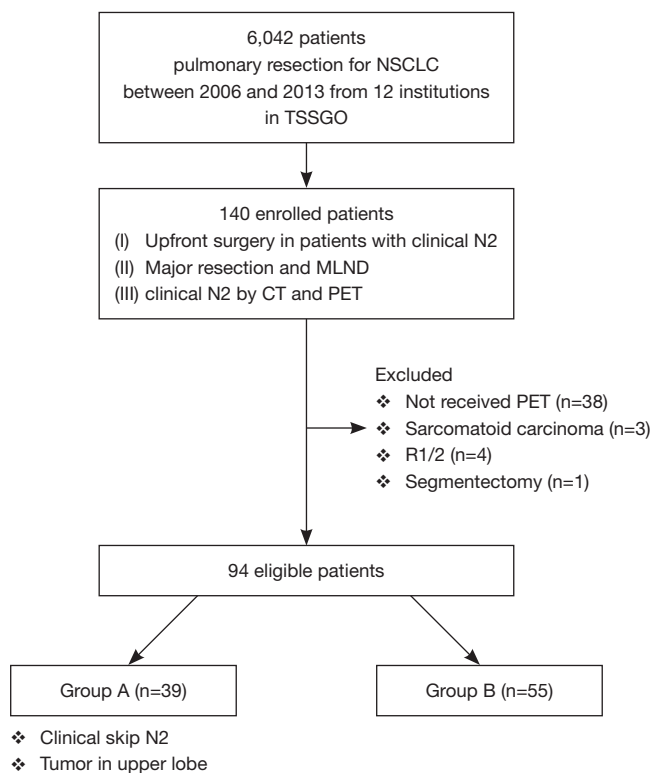 6,042 patients
pulmonary resection for NSCLC
between 2006 and 2013 from 12 institutions
in TSSGO
140 enrolled patients
(I) Upfront surgery in patients with clinical N2
(II) Major resection and MLND
(III) clinical N2 by CT and PET
Excluded
❖ Not received PET (n=38)
❖ Sarcomatoid carcinoma (n=3)
❖ R1/2 (n=4)
❖ Segmentectomy (n=1)
94 eligible patients
Group A (n=39)
Group B (n=55)
❖ Clinical skip N2
❖ Tumor in upper lobe